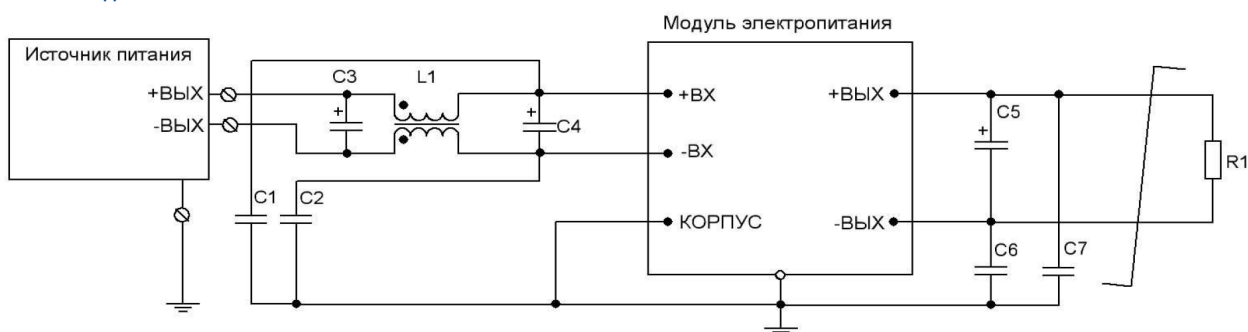 Модуль электропитания
Источник питания
+ВЫХ
-ВЫХ
C3
+
L1
+
C4
C1
C2
+ВХ
-ВХ
КОРПУС
+ВЫХ
-ВЫХ
C5
+
C6
C7
R1